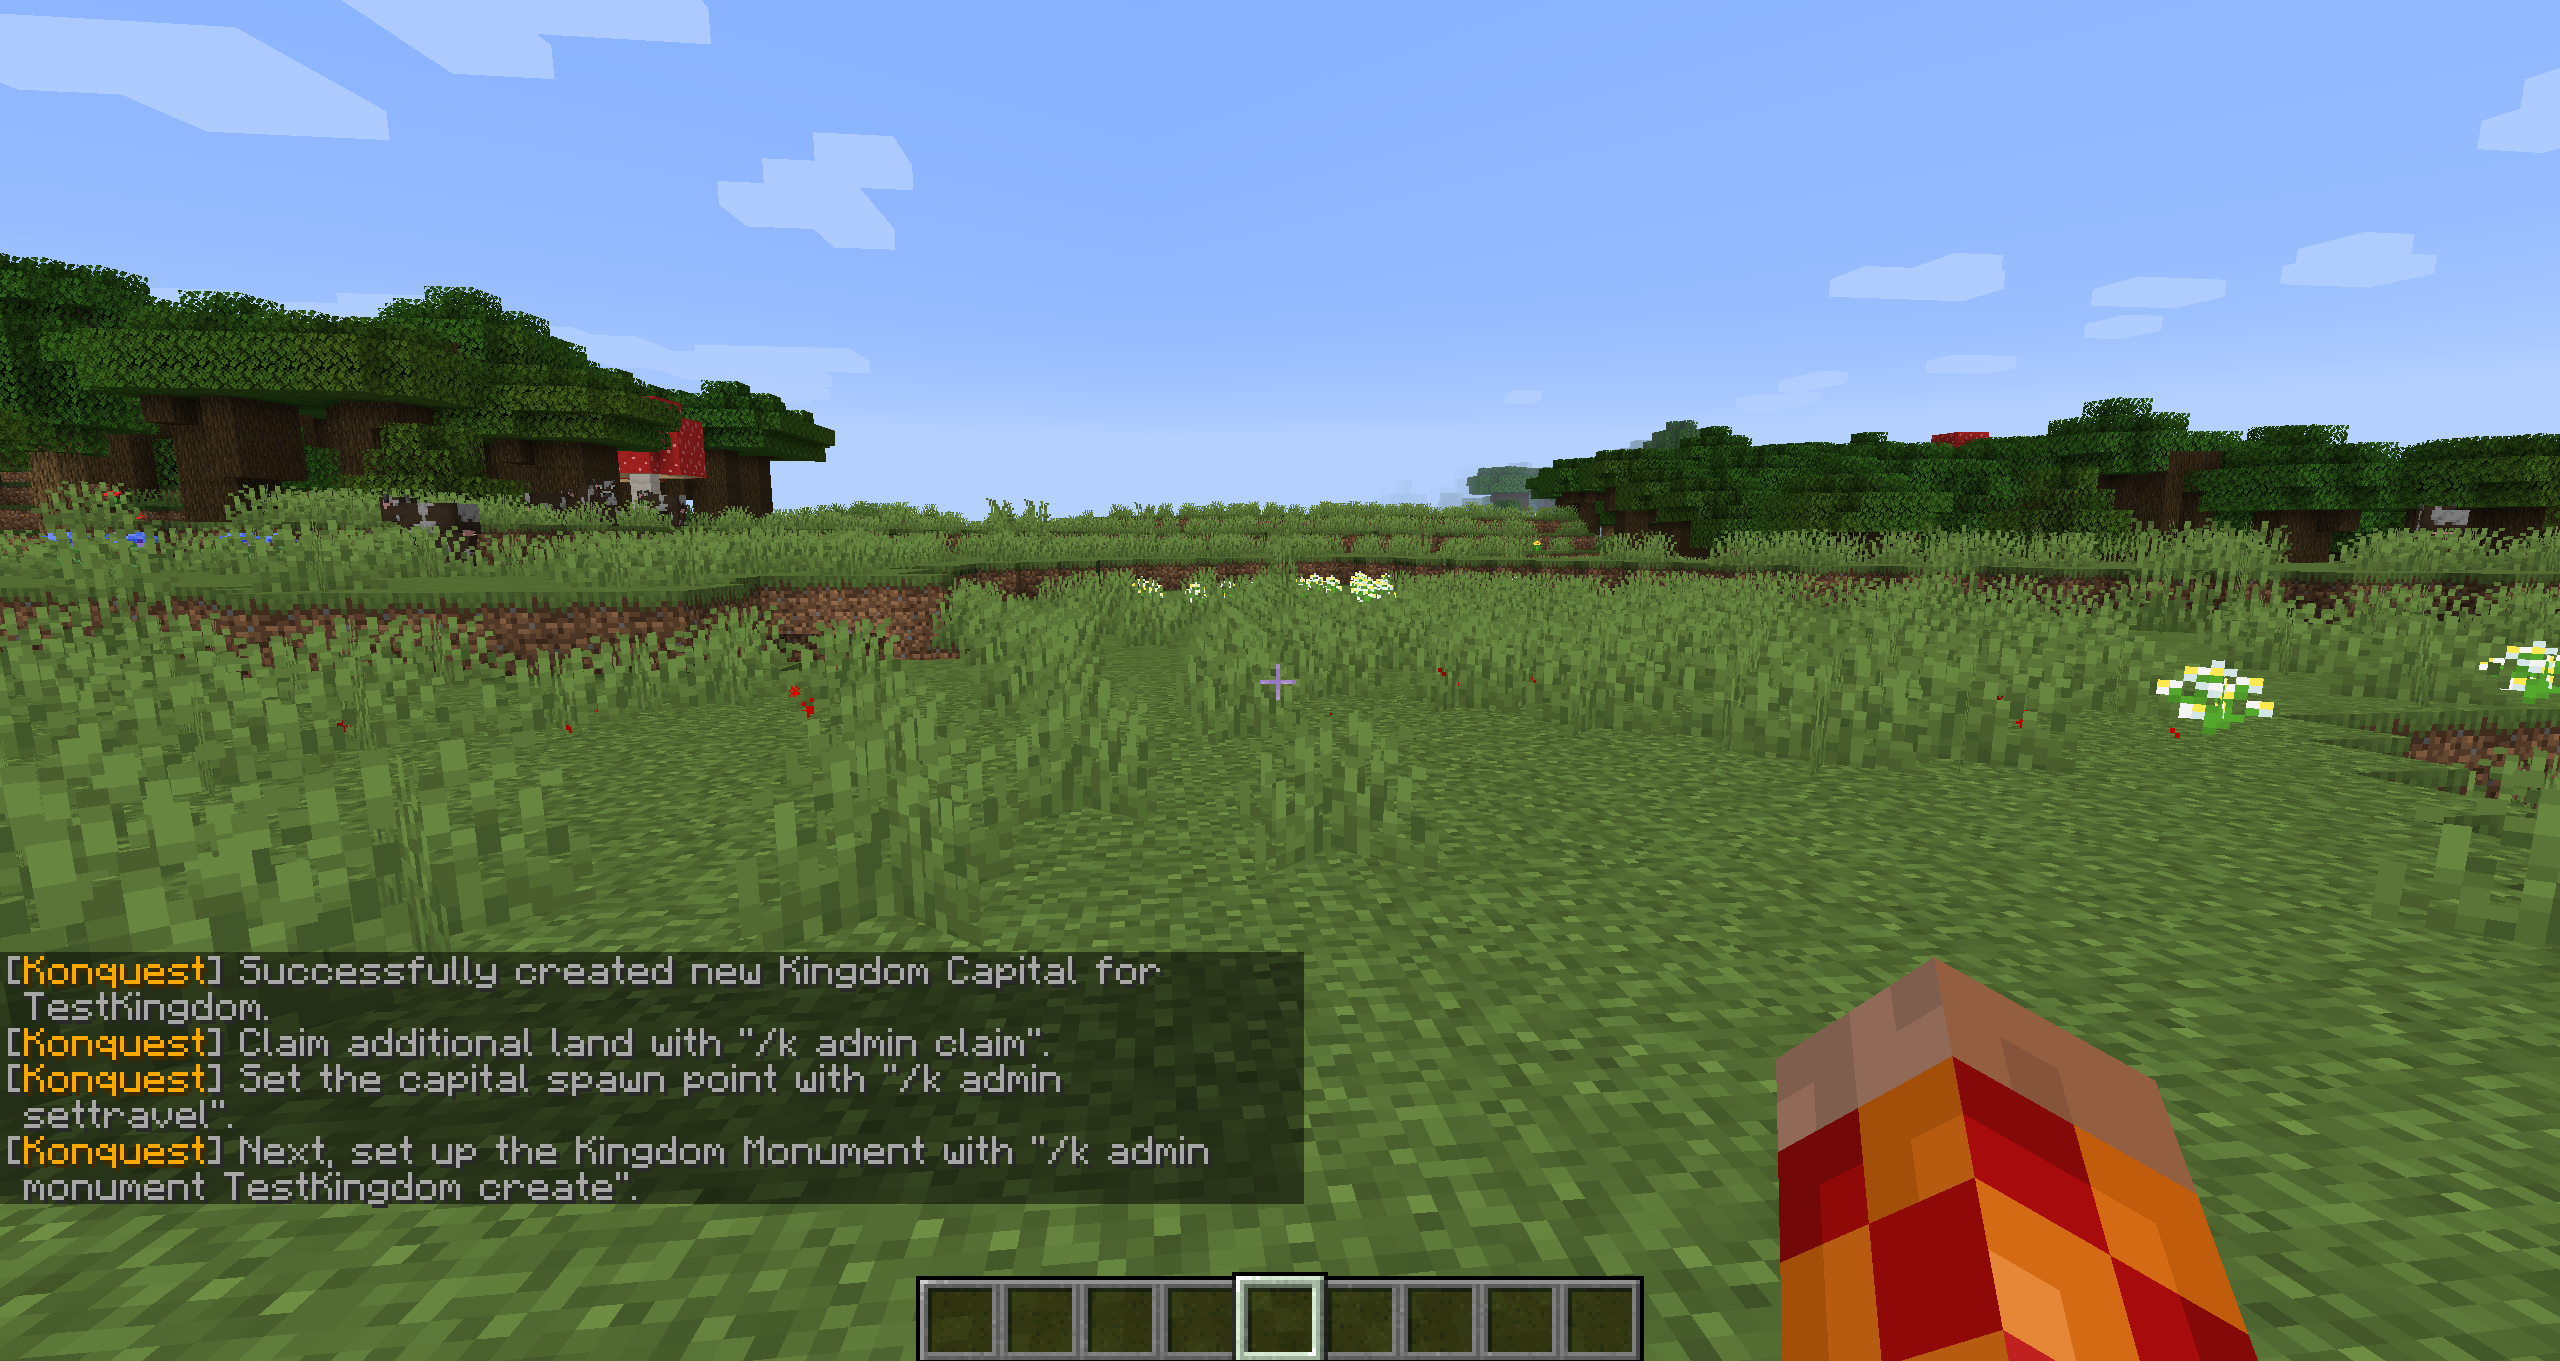 [Konquest] Successfully created new Kingdom Capital for
TestKingdom.
[Konquest] Claim additional land with "/k admin claim".
[Konquest] Set the capital spawn point with "/k admin
settravel".
[Konquest] Next, set up the Kingdom Monument with "/k admin
monument TestKingdom create".